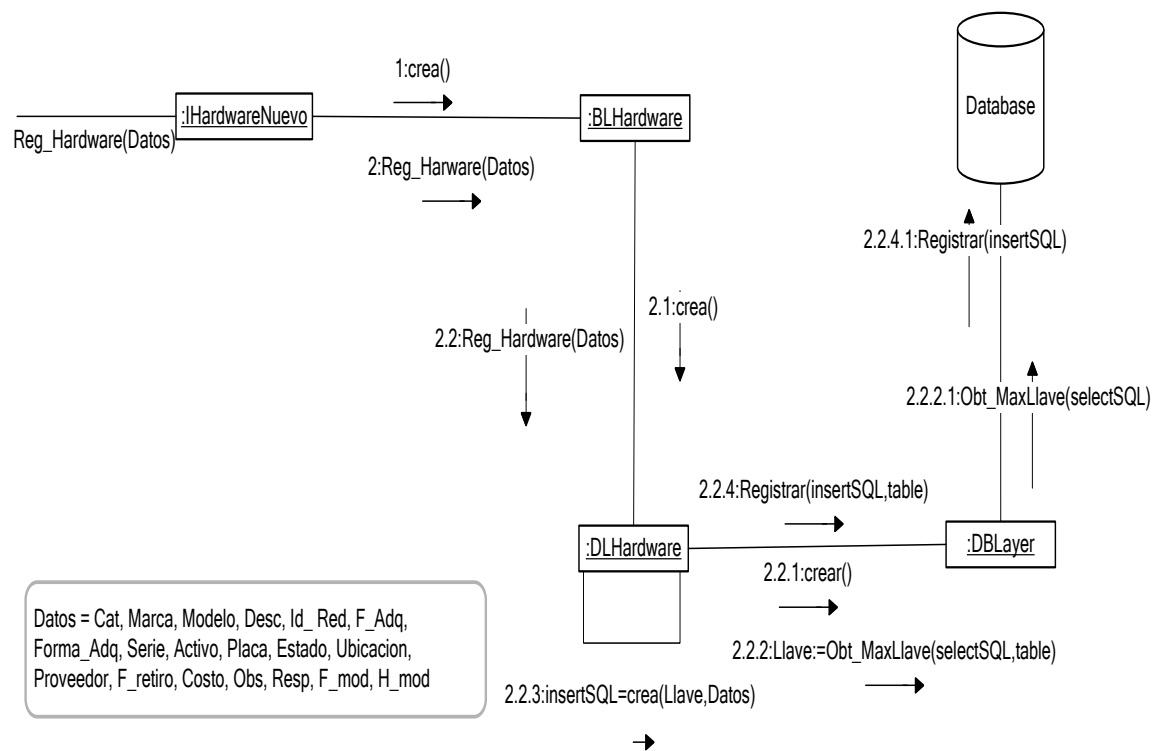 1:crea()
:IHardwareNuevo
:BLHardware
Database
Reg_Hardware(Datos)
2:Reg_Harware(Datos)
2.2.4.1:Registrar(insertSQL)
2.1:crea()
2.2:Reg_Hardware(Datos)
2.2.2.1:Obt_MaxLlave(selectSQL)
2.2.4:Registrar(insertSQL,table)
:DLHardware
:DBLayer
2.2.1:crear()
Datos = Cat, Marca, Modelo, Desc, Id_ Red, F_Adq,
Forma_Adq, Serie, Activo, Placa, Estado, Ubicacion,
Proveedor, F_retiro, Costo, Obs, Resp, F_mod, H_mod
2.2.2:Llave:=Obt_MaxLlave(selectSQL,table)
2.2.3:insertSQL=crea(Llave,Datos)